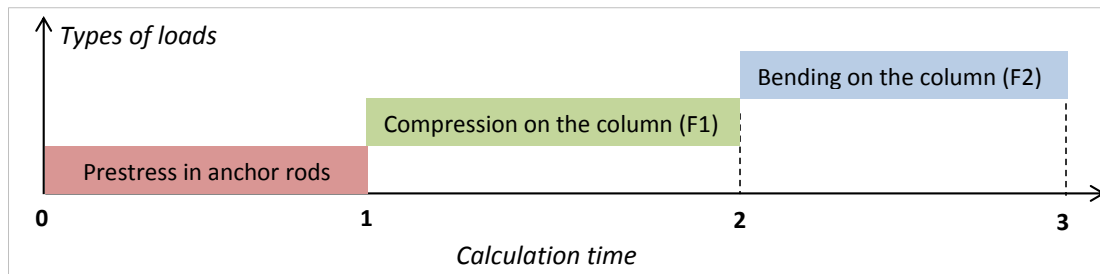 Types of loads
Bending on the column (F2)
Compression on the column (F1)
Prestress in anchor rods
0 1 2 3
Calculation time